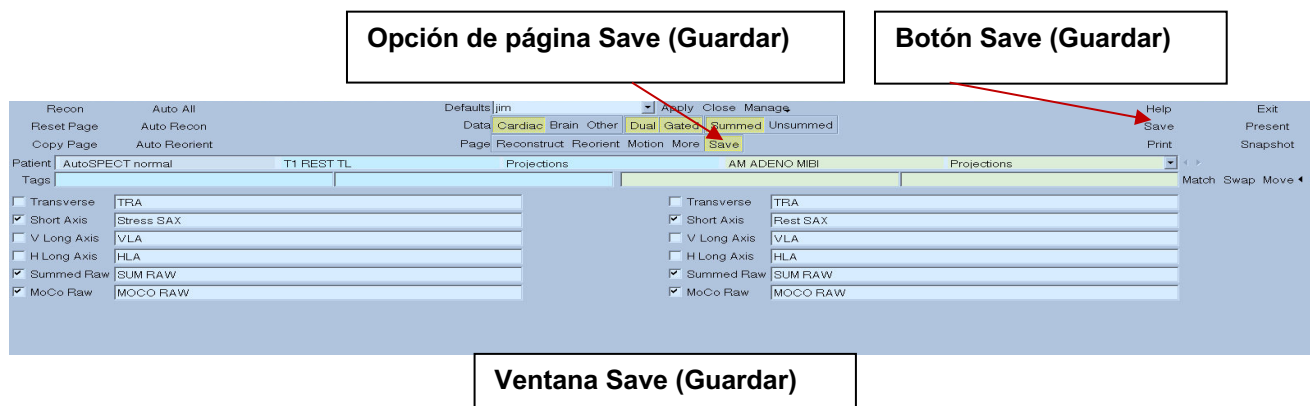 Opción de página Save (Guardar)
Botón Save (Guardar)
Recon Auto All Defaults jim Apply Close Manage Help Exit
Reset Page Auto Recon Data Cardiac Brain Other Dual Gated Summed Unsummed Save Present
Copy Page Auto Reorient Page Reconstruct Reorient Motion More Save Print Snapshot
Patient AutoSPECT normal T1 REST TL Projections AM ADENO MIBI Projections
Tags Match Swap Move
Transverse TRA Transverse TRA
Short Axis Stress SAX Short Axis Rest SAX
V Long Axis VLA V Long Axis VLA
H Long Axis HLA H Long Axis HLA
Summed Raw SUM RAW Summed Raw SUM RAW
MoCo Raw MOCO RAW MoCo Raw MOCO RAW
Ventana Save (Guardar)